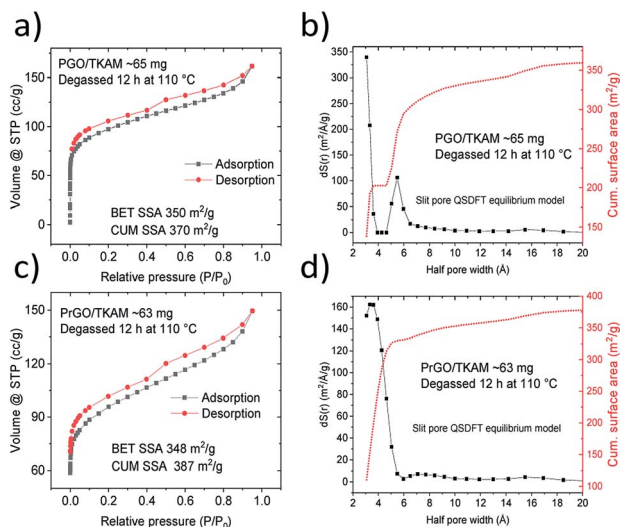 a)
PGO/TKAM ~65 mg
Degassed 12 h at 110 °C
Volume @ STP (cc/g)
150
100
50
0
Adsorption
Desorption
BET SSA 350 m²/g
CUM SSA 370 m²/g
0.0 0.2 0.4 0.6 0.8 1.0
Relative pressure (P/P₀)
b)
dS(r) (m²/Å/g)
350
300
250
200
150
100
50
0
PGO/TKAM ~65 mg
Degassed 12 h at 110 °C
Slit pore QSDFT equilibrium model
350
300
250
200
150
Cum. surface area (m²/g)
2 4 6 8 10 12 14 16 18 20
Half pore width (Å)
c)
PrGO/TKAM ~63 mg
Degassed 12 h at 110 °C
Volume @ STP (cc/g)
150
120
90
60
Adsorption
Desorption
BET SSA 348 m²/g
CUM SSA 387 m²/g
0.0 0.2 0.4 0.6 0.8 1.0
Relative pressure (P/P₀)
d)
dS(r) (m²/Å/g)
160
140
120
100
80
60
40
20
0
PrGO/TKAM ~63 mg
Degassed 12 h at 110 °C
Slit pore QSDFT equilibrium model
400
350
300
250
200
150
100
Cum. surface area (m²/g)
2 4 6 8 10 12 14 16 18 20
Half pore width (Å)